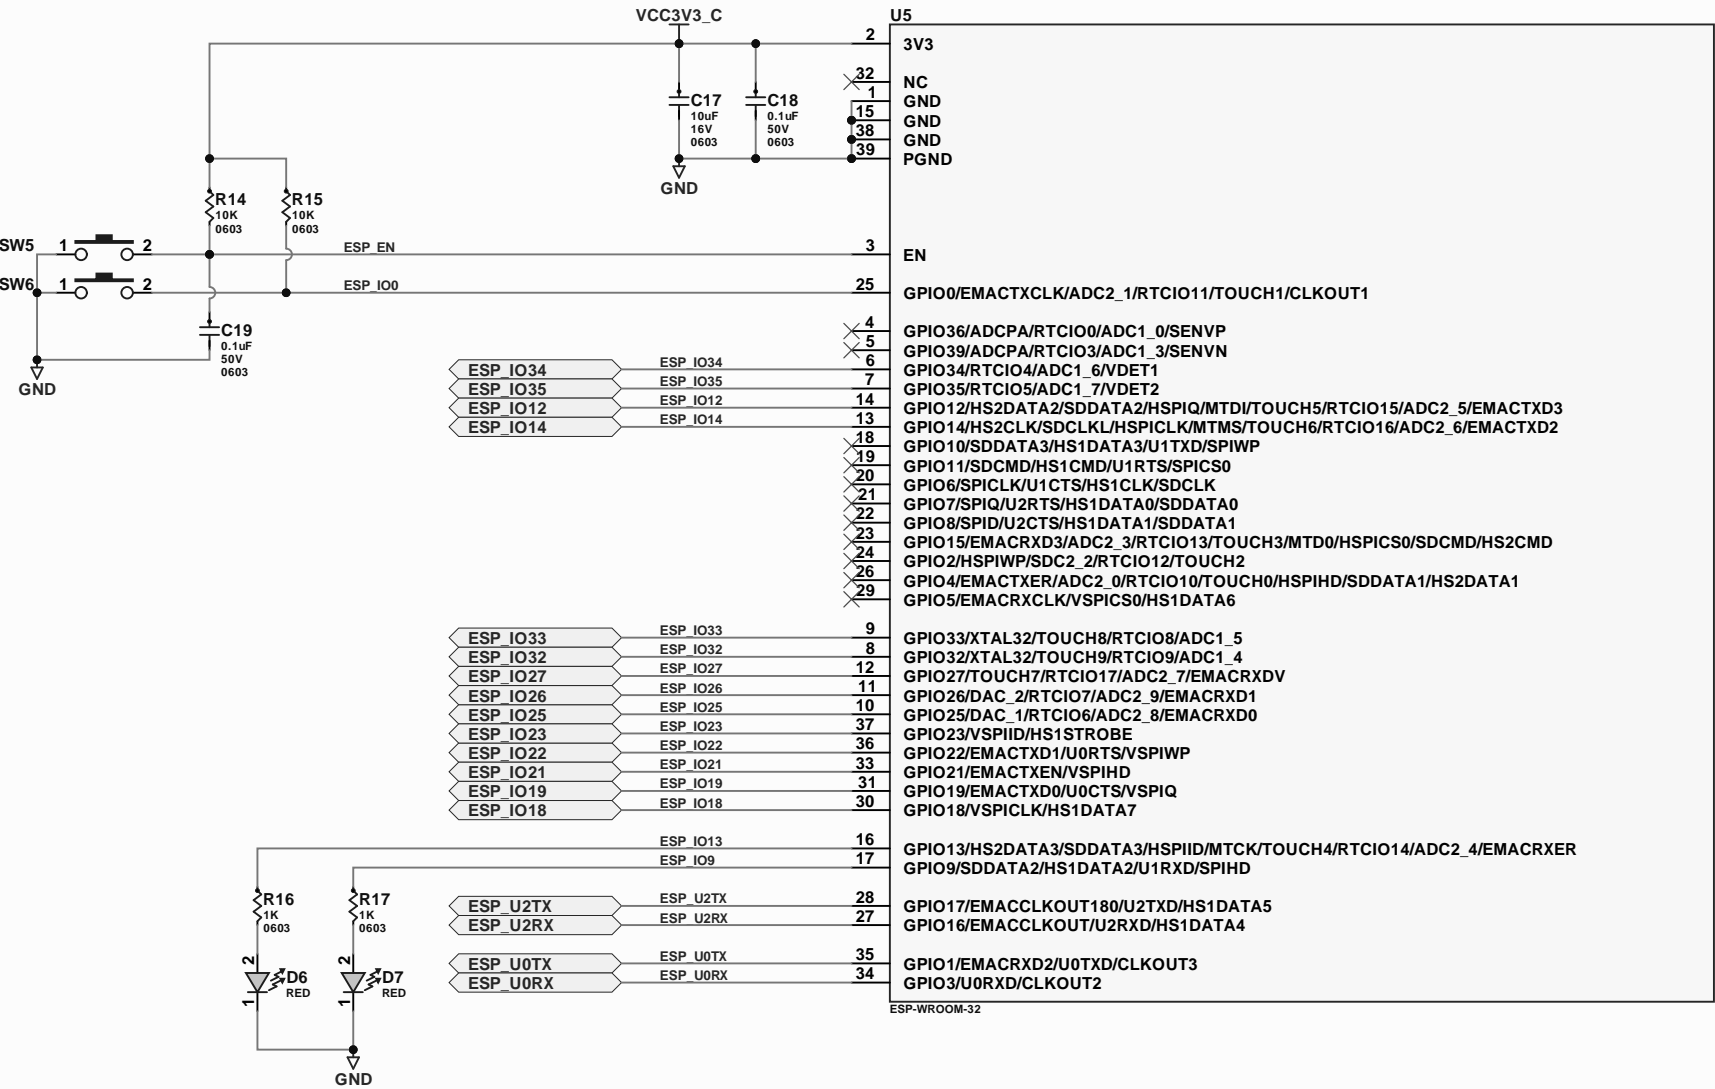 VCC3V3_C
U5
2 3V3
32 NC
1 GND
15 GND
38 GND
39 PGND
C17
10uF
16V
0603
C18
0.1uF
50V
0603
GND
R14
10K
0603
R15
10K
0603
SW5 1 2 ESP_EN 3 EN
SW6 1 2 ESP_IO0 25 GPIO0/EMACTXCLK/ADC2_1/RTCIO11/TOUCH1/CLKOUT1
C19
0.1uF
50V
0603
GND
4 GPIO36/ADCPA/RTCIO0/ADC1_0/SENVP
5 GPIO39/ADCPA/RTCIO3/ADC1_3/SENVN
ESP_IO34 ESP_IO34 6 GPIO34/RTCIO4/ADC1_6/VDET1
ESP_IO35 ESP_IO35 7 GPIO35/RTCIO5/ADC1_7/VDET2
ESP_IO12 ESP_IO12 14 GPIO12/HS2DATA2/SDDATA2/HSPIQ/MTDI/TOUCH5/RTCIO15/ADC2_5/EMACTXD3
ESP_IO14 ESP_IO14 13 GPIO14/HS2CLK/SDCLKL/HSPICLK/MTMS/TOUCH6/RTCIO16/ADC2_6/EMACTXD2
18 GPIO10/SDDATA3/HS1DATA3/U1TXD/SPIWP
19 GPIO11/SDCMD/HS1CMD/U1RTS/SPICS0
20 GPIO6/SPICLK/U1CTS/HS1CLK/SDCLK
21 GPIO7/SPIQ/U2RTS/HS1DATA0/SDDATA0
22 GPIO8/SPID/U2CTS/HS1DATA1/SDDATA1
23 GPIO15/EMACRXD3/ADC2_3/RTCIO13/TOUCH3/MTD0/HSPICS0/SDCMD/HS2CMD
24 GPIO2/HSPIWP/SDC2_2/RTCIO12/TOUCH2
26 GPIO4/EMACTXER/ADC2_0/RTCIO10/TOUCH0/HSPIHD/SDDATA1/HS2DATA1
29 GPIO5/EMACRXCLK/VSPICS0/HS1DATA6
ESP_IO33 ESP_IO33 9 GPIO33/XTAL32/TOUCH8/RTCIO8/ADC1_5
ESP_IO32 ESP_IO32 8 GPIO32/XTAL32/TOUCH9/RTCIO9/ADC1_4
ESP_IO27 ESP_IO27 12 GPIO27/TOUCH7/RTCIO17/ADC2_7/EMACRXDV
ESP_IO26 ESP_IO26 11 GPIO26/DAC_2/RTCIO7/ADC2_9/EMACRXD1
ESP_IO25 ESP_IO25 10 GPIO25/DAC_1/RTCIO6/ADC2_8/EMACRXD0
ESP_IO23 ESP_IO23 37 GPIO23/VSPIID/HS1STROBE
ESP_IO22 ESP_IO22 36 GPIO22/EMACTXD1/U0RTS/VSPIWP
ESP_IO21 ESP_IO21 33 GPIO21/EMACTXEN/VSPIHD
ESP_IO19 ESP_IO19 31 GPIO19/EMACTXD0/U0CTS/VSPIQ
ESP_IO18 ESP_IO18 30 GPIO18/VSPICLK/HS1DATA7
ESP_IO13 16 GPIO13/HS2DATA3/SDDATA3/HSPIID/MTCK/TOUCH4/RTCIO14/ADC2_4/EMACRXER
ESP_IO9 17 GPIO9/SDDATA2/HS1DATA2/U1RXD/SPIHD
R16
1K
0603
R17
1K
0603
ESP_U2TX ESP_U2TX 28 GPIO17/EMACCLKOUT180/U2TXD/HS1DATA5
ESP_U2RX ESP_U2RX 27 GPIO16/EMACCLKOUT/U2RXD/HS1DATA4
ESP_U0TX ESP_U0TX 35 GPIO1/EMACRXD2/U0TXD/CLKOUT3
ESP_U0RX ESP_U0RX 34 GPIO3/U0RXD/CLKOUT2
2
D6
RED
1
2
D7
RED
1
ESP-WROOM-32
GND